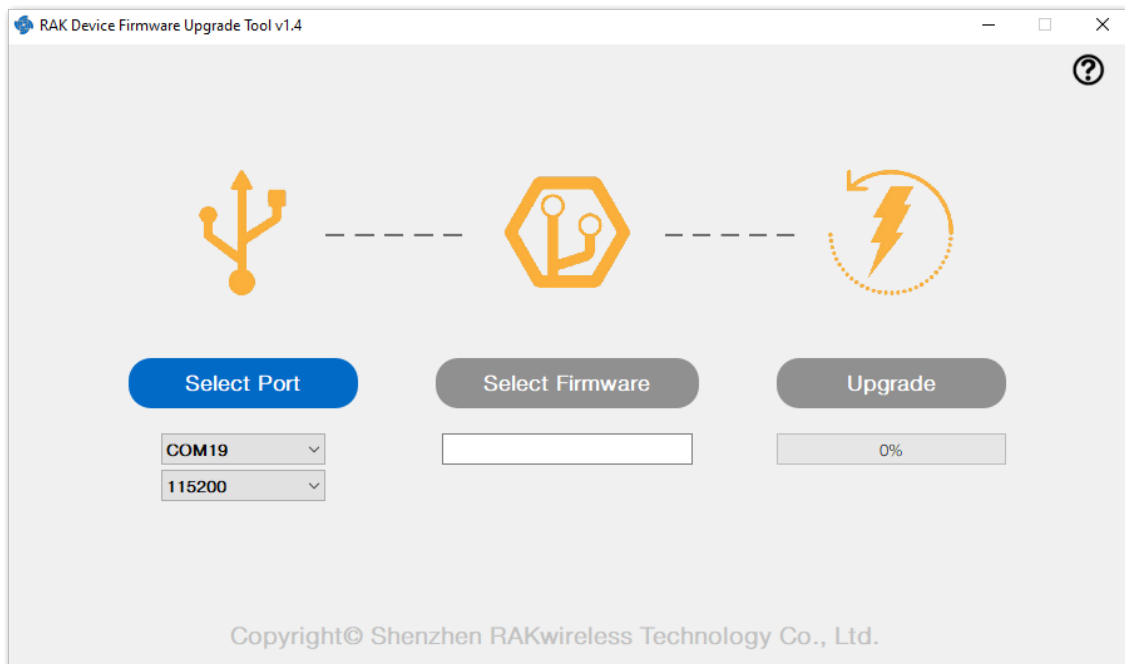 RAK Device Firmware Upgrade Tool v1.4
?
Select Port
Select Firmware
Upgrade
COM19
0%
115200
Copyright© Shenzhen RAKwireless Technology Co., Ltd.